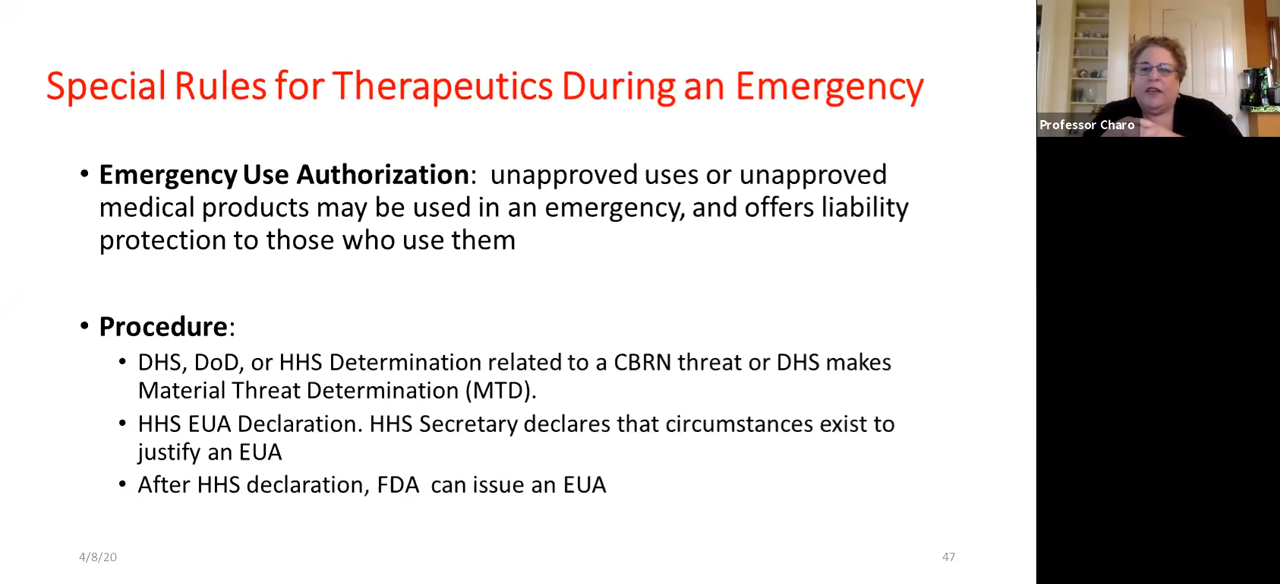 Special Rules for Therapeutics During an Emergency
Professor Charo
• Emergency Use Authorization:  unapproved uses or unapproved
medical products may be used in an emergency, and offers liability
protection to those who use them
• Procedure:
• DHS, DoD, or HHS Determination related to a CBRN threat or DHS makes
Material Threat Determination (MTD).
• HHS EUA Declaration. HHS Secretary declares that circumstances exist to
justify an EUA
• After HHS declaration, FDA  can issue an EUA
4/8/20
47